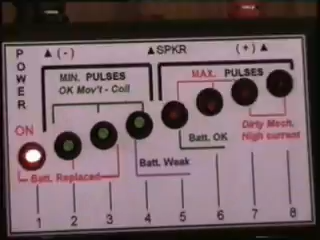 ▲(-) ▲SPKR (+) ▲
POWER
MIN. PULSES
OK Mov't - Coil
MAX. PULSES
ON
Batt. OK
Dirty Mech.
High current
Batt. Weak
Batt. Replaced
1 2 3 4 5 6 7 8